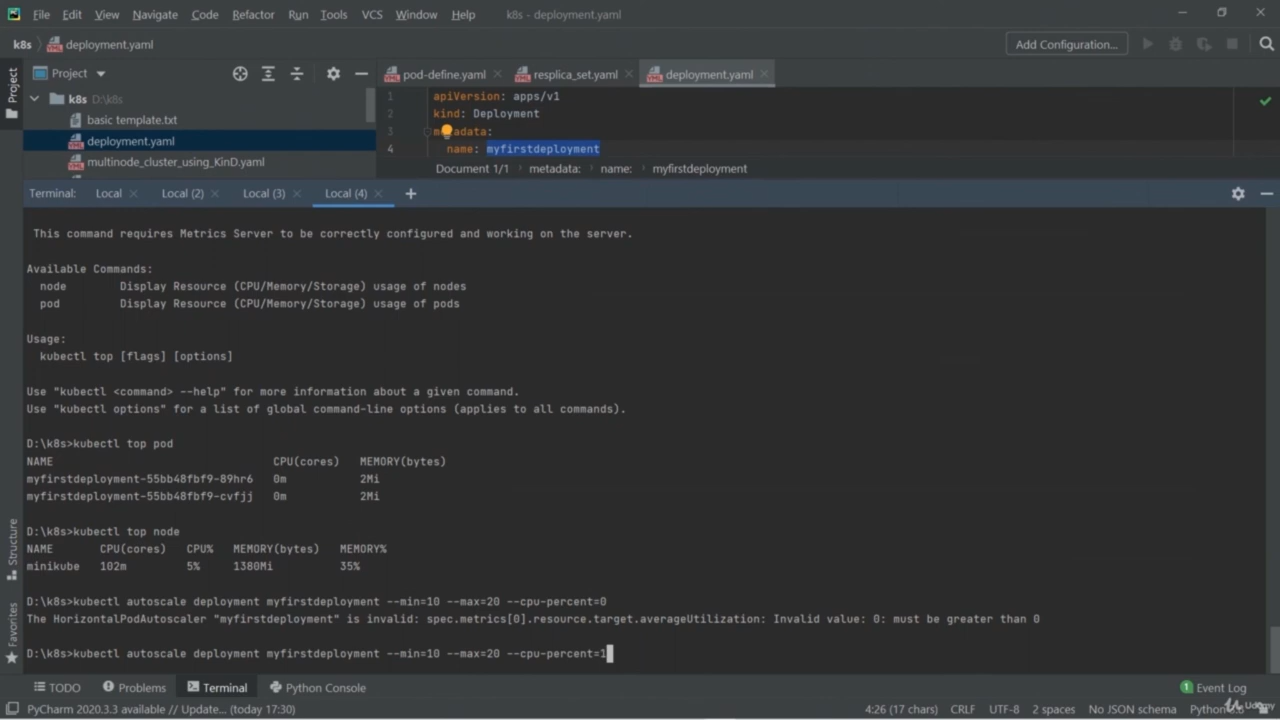 File Edit View Navigate Code Refactor Run Tools VCS Window Help k8s - deployment.yaml
k8s deployment.yaml Add Configuration...
Project pod-define.yaml resplica_set.yaml deployment.yaml
Project
k8s D:\k8s
basic template.txt
deployment.yaml
multinode_cluster_using_KinD.yaml
1 apiVersion: apps/v1
2 kind: Deployment
3 m adata:
4 name: myfirstdeployment
Document 1/1 metadata: name: myfirstdeployment
Terminal: Local Local (2) Local (3) Local (4)
This command requires Metrics Server to be correctly configured and working on the server.
Available Commands:
node Display Resource (CPU/Memory/Storage) usage of nodes
pod Display Resource (CPU/Memory/Storage) usage of pods
Usage:
kubectl top [flags] [options]
Use "kubectl <command> --help" for more information about a given command.
Use "kubectl options" for a list of global command-line options (applies to all commands).
D:\k8s>kubectl top pod
NAME CPU(cores) MEMORY(bytes)
myfirstdeployment-55bb48fbf9-89hr6 0m 2Mi
myfirstdeployment-55bb48fbf9-cvfjj 0m 2Mi
D:\k8s>kubectl top node
NAME CPU(cores) CPU% MEMORY(bytes) MEMORY%
minikube 102m 5% 1380Mi 35%
D:\k8s>kubectl autoscale deployment myfirstdeployment --min=10 --max=20 --cpu-percent=0
The HorizontalPodAutoscaler "myfirstdeployment" is invalid: spec.metrics[0].resource.target.averageUtilization: Invalid value: 0: must be greater than 0
D:\k8s>kubectl autoscale deployment myfirstdeployment --min=10 --max=20 --cpu-percent=1
Structure
Favorites
TODO Problems Terminal Python Console 1 Event Log
PyCharm 2020.3.3 available // Update... (today 17:30) 4:26 (17 chars) CRLF UTF-8 2 spaces No JSON schema Python
Udemy